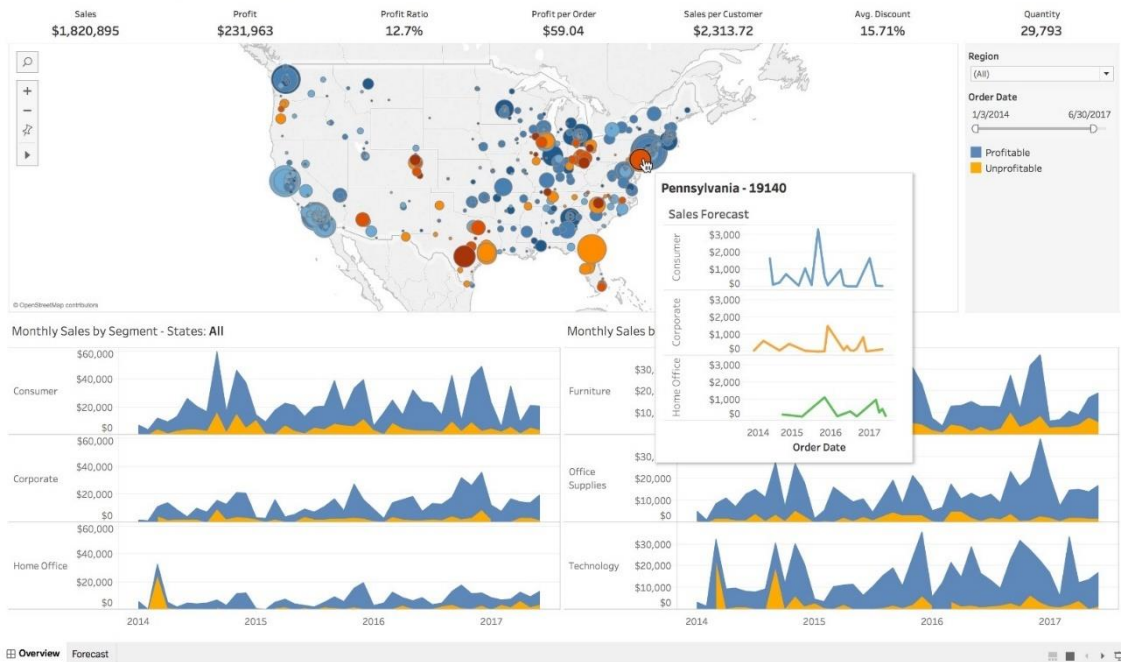 Sales Profit Profit Ratio Profit per Order Sales per Customer Avg. Discount Quantity
$1,820,895 $231,963 12.7% $59.04 $2,313.72 15.71% 29,793
Region
(All)
Order Date
1/3/2014 6/30/2017
Profitable
Unprofitable
© OpenStreetMap contributors
Pennsylvania - 19140
Sales Forecast
Consumer
$3,000
$2,000
$1,000
$0
Corporate
$3,000
$2,000
$1,000
$0
Home Office
$3,000
$2,000
$1,000
$0
2014 2015 2016 2017
Order Date
Monthly Sales by Segment - States: All
Consumer
$60,000
$40,000
$20,000
$0
Corporate
$60,000
$40,000
$20,000
$0
Home Office
$60,000
$40,000
$20,000
$0
2014 2015 2016 2017
Monthly Sales b
Furniture
$30,
$20,
$10,
Office
Supplies
$30,
$20,000
$10,000
$0
Technology
$30,000
$20,000
$10,000
$0
2014 2015 2016 2017
Overview Forecast